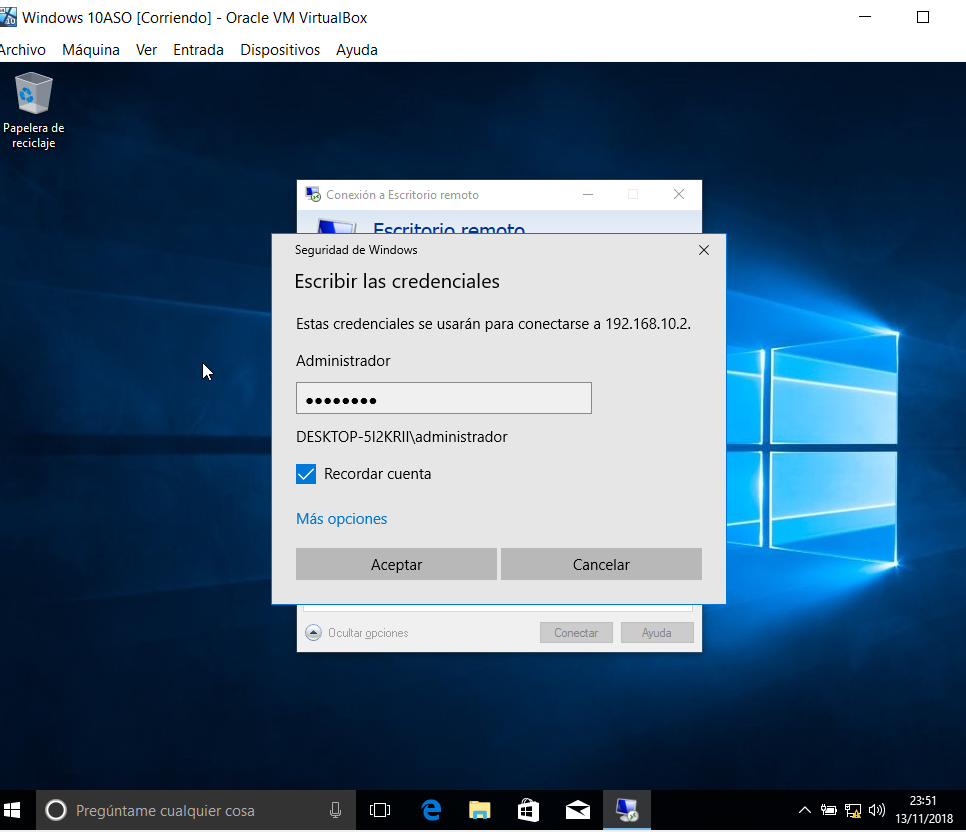 Windows 10ASO [Corriendo] - Oracle VM VirtualBox
Archivo Máquina Ver Entrada Dispositivos Ayuda
Papelera de
reciclaje
Conexión a Escritorio remoto
Escritorio remoto
Seguridad de Windows
Escribir las credenciales
Estas credenciales se usarán para conectarse a 192.168.10.2.
Administrador
••••••••
DESKTOP-5I2KRII\administrador
Recordar cuenta
Más opciones
Aceptar Cancelar
Ocultar opciones Conectar Ayuda
Pregúntame cualquier cosa
23:51
13/11/2018